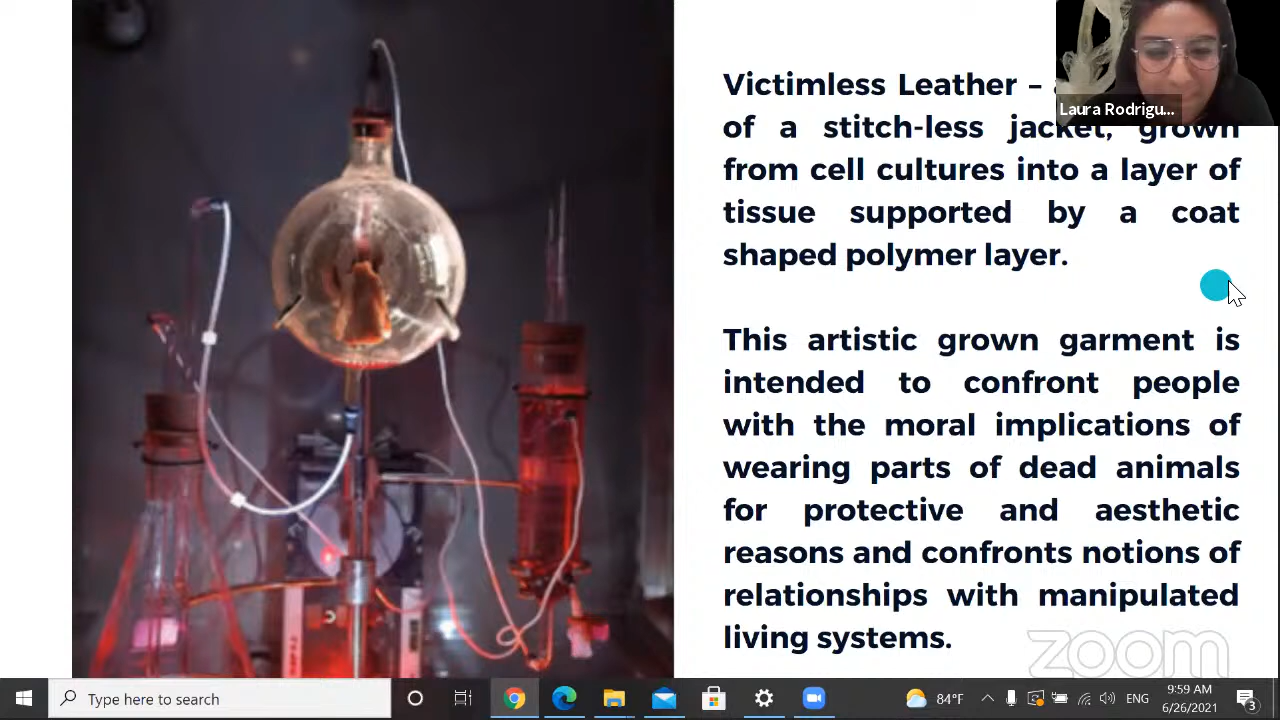 Victimless Leather –
of a stitch-less jacket, grown
from cell cultures into a layer of
tissue supported by a coat
shaped polymer layer.
This artistic grown garment is
intended to confront people
with the moral implications of
wearing parts of dead animals
for protective and aesthetic
reasons and confronts notions of
relationships with manipulated
living systems.
Laura Rodrigu...
zoom
Type here to search
84°F
ENG
9:59 AM
6/26/2021
3